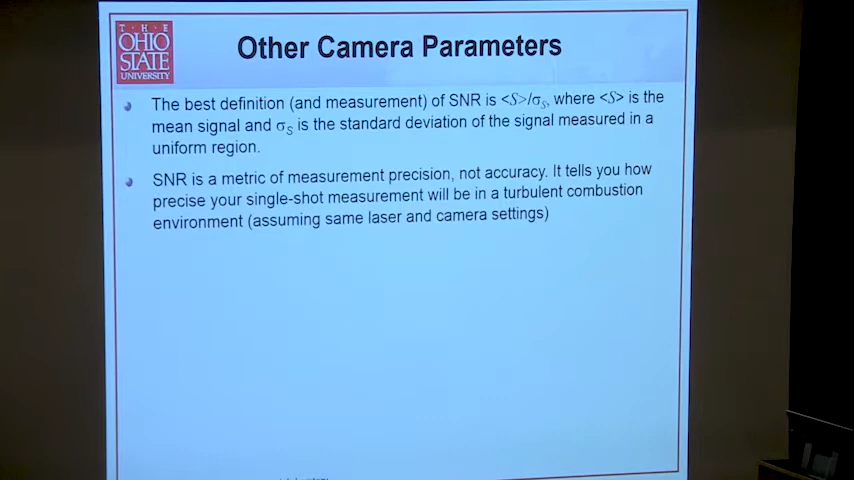 T·H·E
OHIO
STATE
UNIVERSITY
Other Camera Parameters
The best definition (and measurement) of SNR is <S>/σS, where <S> is the
mean signal and σS is the standard deviation of the signal measured in a
uniform region.
SNR is a metric of measurement precision, not accuracy. It tells you how
precise your single-shot measurement will be in a turbulent combustion
environment (assuming same laser and camera settings)